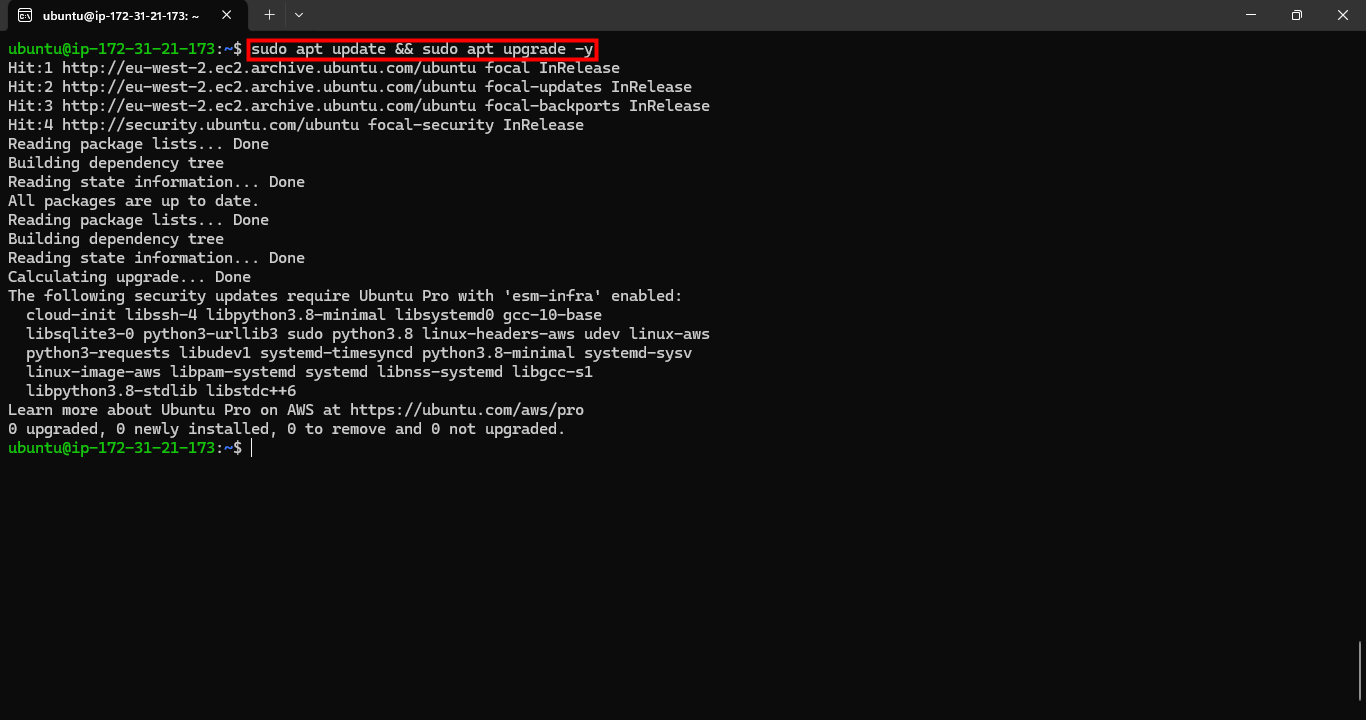 ubuntu@ip-172-31-21-173: ~
ubuntu@ip-172-31-21-173:~$ sudo apt update && sudo apt upgrade -y
Hit:1 http://eu-west-2.ec2.archive.ubuntu.com/ubuntu focal InRelease
Hit:2 http://eu-west-2.ec2.archive.ubuntu.com/ubuntu focal-updates InRelease
Hit:3 http://eu-west-2.ec2.archive.ubuntu.com/ubuntu focal-backports InRelease
Hit:4 http://security.ubuntu.com/ubuntu focal-security InRelease
Reading package lists... Done
Building dependency tree
Reading state information... Done
All packages are up to date.
Reading package lists... Done
Building dependency tree
Reading state information... Done
Calculating upgrade... Done
The following security updates require Ubuntu Pro with 'esm-infra' enabled:
  cloud-init libssh-4 libpython3.8-minimal libsystemd0 gcc-10-base
  libsqlite3-0 python3-urllib3 sudo python3.8 linux-headers-aws udev linux-aws
  python3-requests libudev1 systemd-timesyncd python3.8-minimal systemd-sysv
  linux-image-aws libpam-systemd systemd libnss-systemd libgcc-s1
  libpython3.8-stdlib libstdc++6
Learn more about Ubuntu Pro on AWS at https://ubuntu.com/aws/pro
0 upgraded, 0 newly installed, 0 to remove and 0 not upgraded.
ubuntu@ip-172-31-21-173:~$